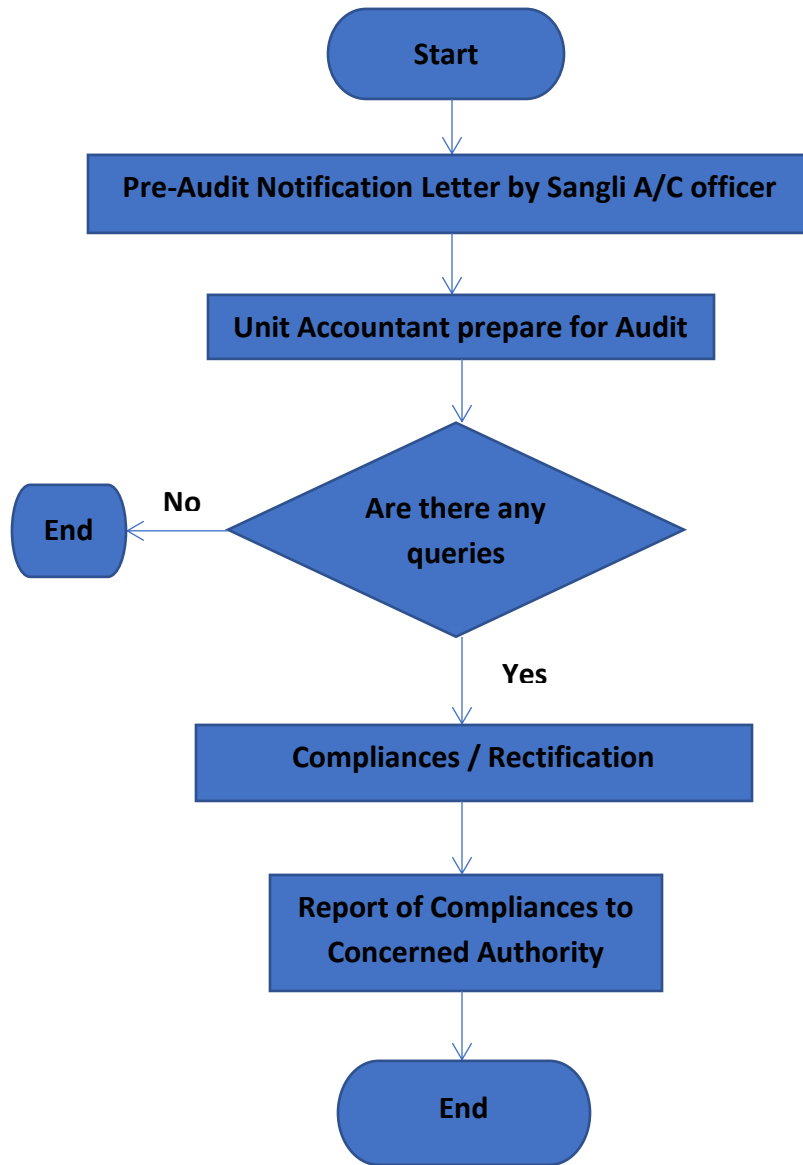 Start
Pre-Audit Notification Letter by Sangli A/C officer
Unit Accountant prepare for Audit
Are there any
queries
No
End
Yes
Compliances / Rectification
Report of Compliances to
Concerned Authority
End